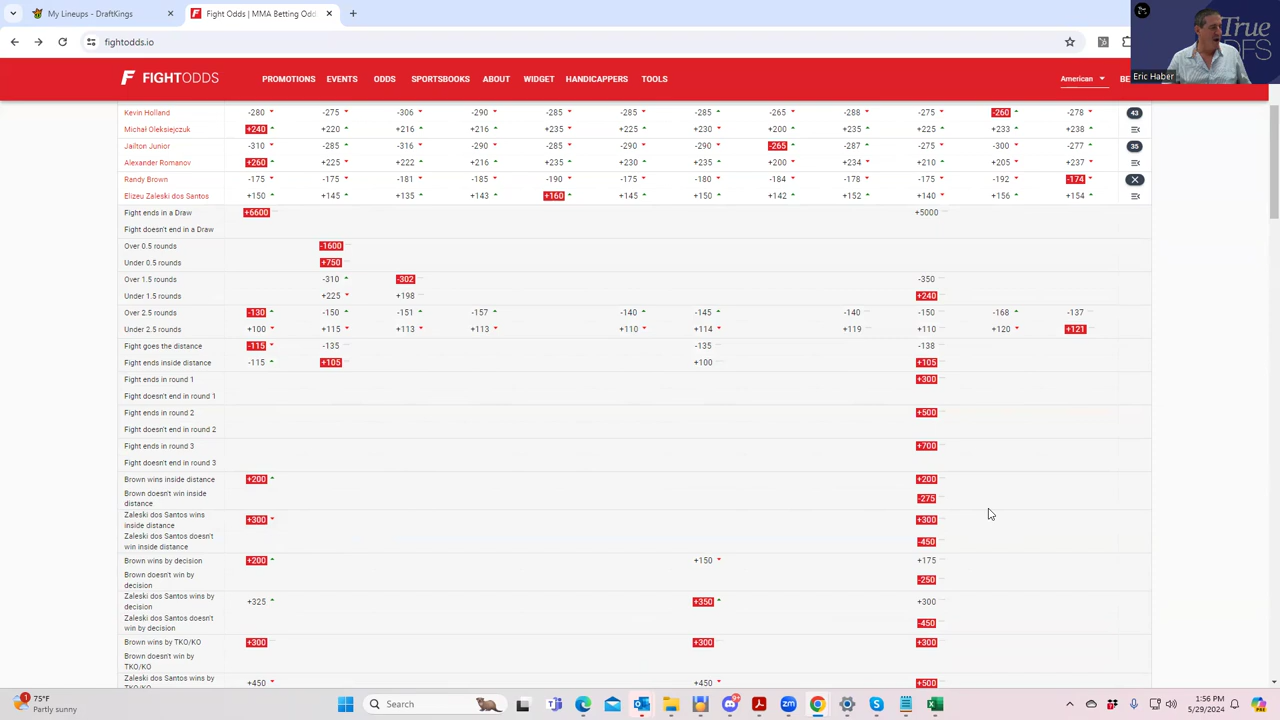 My Lineups - DraftKings
Fight Odds | MMA Betting Odd
fightodds.io
True
DFS
Eric Haber
FIGHTODDS
PROMOTIONS EVENTS ODDS SPORTSBOOKS ABOUT WIDGET HANDICAPPERS TOOLS
American
BE
Kevin Holland -280 -275 -306 -290 -285 -285 -285 -265 -288 -275 -260 -278 43
Michał Oleksiejczuk +240 +220 +216 +216 +235 +225 +230 +200 +235 +225 +233 +238
Jailton Junior -310 -285 -316 -290 -285 -290 -290 -265 -287 -275 -300 -277 35
Alexander Romanov +260 +225 +222 +216 +235 +230 +235 +200 +234 +210 +205 +237
Randy Brown -175 -175 -181 -185 -190 -175 -180 -184 -178 -175 -192 -174
Elizeu Zaleski dos Santos +150 +145 +135 +143 +160 +145 +150 +142 +152 +140 +156 +154
Fight ends in a Draw +6600 +5000
Fight doesn't end in a Draw
Over 0.5 rounds -1600
Under 0.5 rounds +750
Over 1.5 rounds -310 -302 -350
Under 1.5 rounds +225 +198 +240
Over 2.5 rounds -130 -150 -151 -157 -140 -145 -140 -150 -168 -137
Under 2.5 rounds +100 +115 +113 +113 +110 +114 +119 +110 +120 +121
Fight goes the distance -115 -135 -135 -138
Fight ends inside distance -115 +105 +100 +105
Fight ends in round 1 +300
Fight doesn't end in round 1
Fight ends in round 2 +500
Fight doesn't end in round 2
Fight ends in round 3 +700
Fight doesn't end in round 3
Brown wins inside distance +200 +200
Brown doesn't win inside
distance -275
Zaleski dos Santos wins
inside distance +300 +300
Zaleski dos Santos doesn't
win inside distance -450
Brown wins by decision +200 +150 +175
Brown doesn't win by
decision -250
Zaleski dos Santos wins by
decision +325 +350 +300
Zaleski dos Santos doesn't
win by decision -450
Brown wins by TKO/KO +300 +300 +300
Brown doesn't win by
TKO/KO
Zaleski dos Santos wins by +450 +450 +500
1
75°F
Partly sunny
Search
1:56 PM
5/29/2024